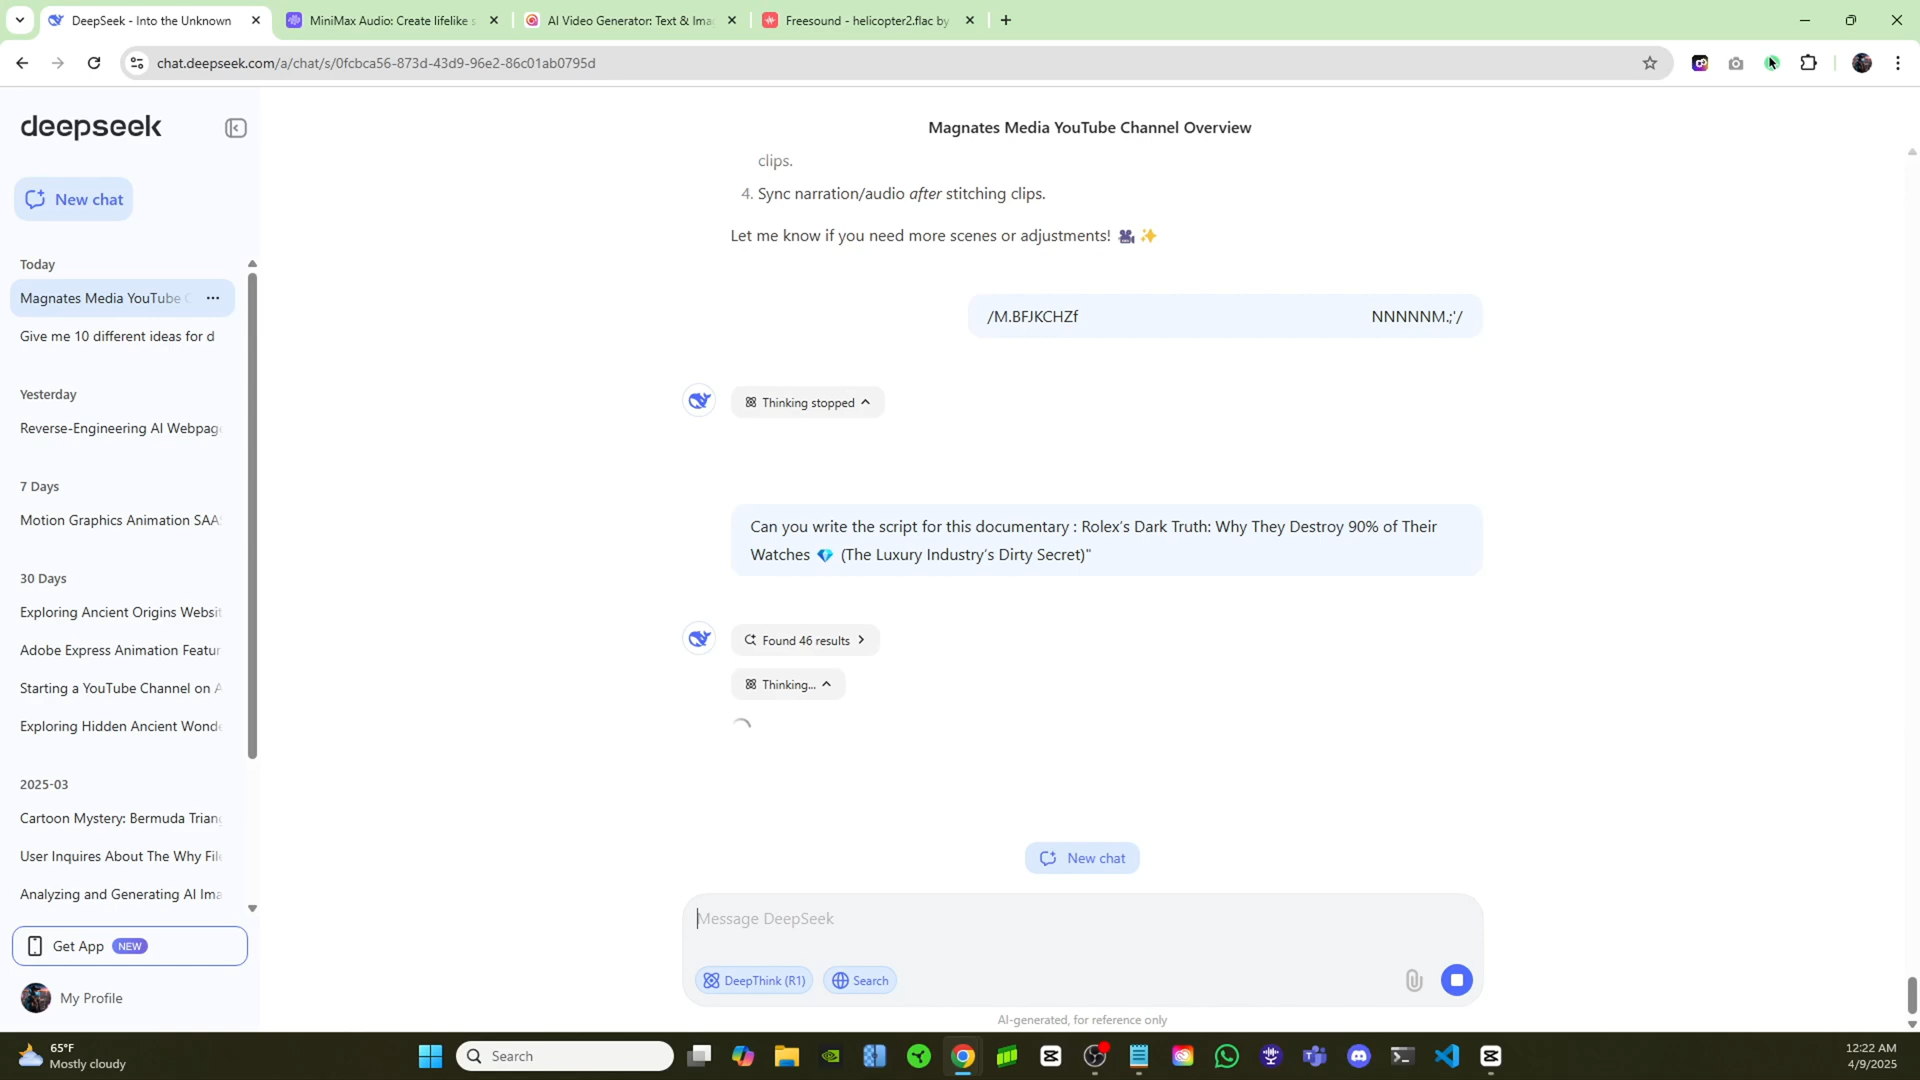 DeepSeek - Into the Unknown
MiniMax Audio: Create lifelike s
AI Video Generator: Text & Ima
Freesound - helicopter2.flac by
chat.deepseek.com/a/chat/s/0fcbca56-873d-43d9-96e2-86c01ab0795d
deepseek
New chat
Today
Magnates Media YouTube C
Give me 10 different ideas for d
Yesterday
Reverse-Engineering AI Webpage
7 Days
Motion Graphics Animation SAAS
30 Days
Exploring Ancient Origins Websit
Adobe Express Animation Featur
Starting a YouTube Channel on A
Exploring Hidden Ancient Wonde
2025-03
Cartoon Mystery: Bermuda Triang
User Inquires About The Why File
Analyzing and Generating AI Ima
Get App NEW
My Profile
Magnates Media YouTube Channel Overview
clips.
4. Sync narration/audio after stitching clips.
Let me know if you need more scenes or adjustments! 🎥 ✨
/M.BFJKCHZf NNNNNM.;'/
Thinking stopped
Can you write the script for this documentary : Rolex’s Dark Truth: Why They Destroy 90% of Their
Watches 💎 (The Luxury Industry’s Dirty Secret)"
Found 46 results
Thinking...
New chat
Message DeepSeek
DeepThink (R1) Search
AI-generated, for reference only
65°F
Mostly cloudy
Search
12:22 AM
4/9/2025